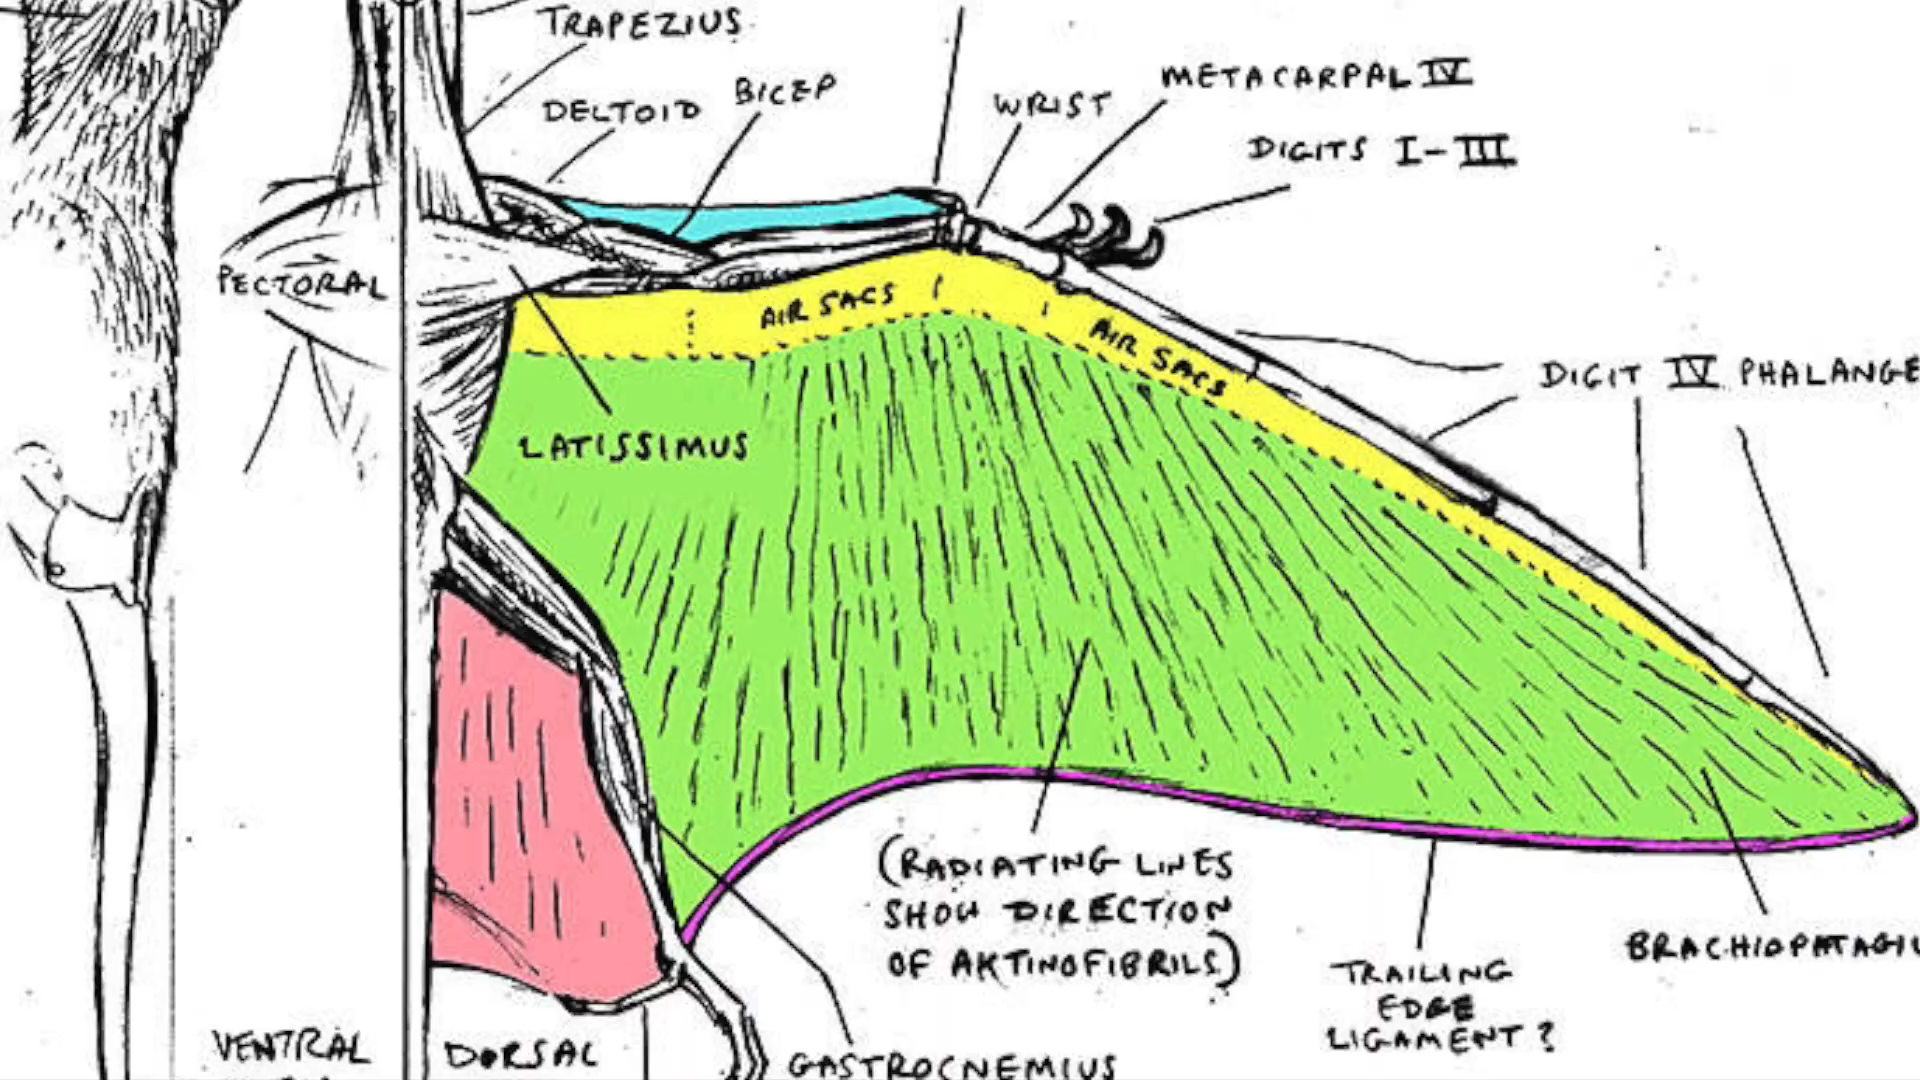 TRAPEZIUS
DELTOID
BICEP
WRIST
METACARPAL IV
DIGITS I-III
PECTORAL
AIR SACS
AIR SACS
DIGIT IV PHALANGE
LATISSIMUS
(RADIATING LINES
SHOW DIRECTION
OF AKTINOFIBRILS)
TRAILING
EDGE
LIGAMENT?
BRACHIOPATAGIU
VENTRAL
DORSAL
GASTROCNEMIUS